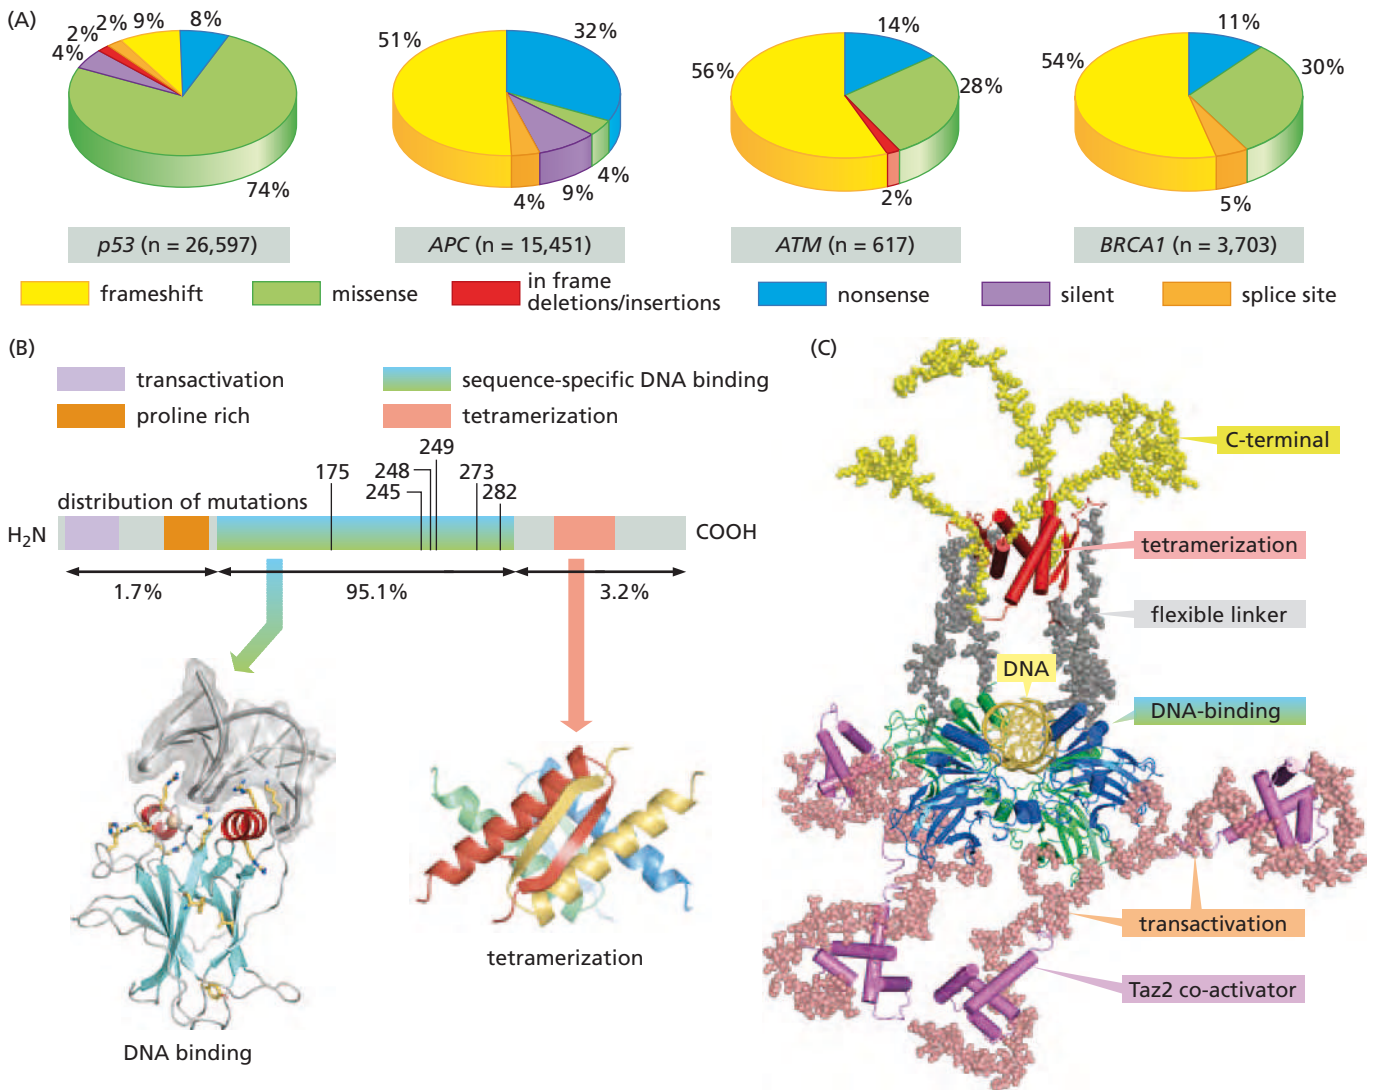 (A)
2%
2%
9%
8%
4%
74%
51%
32%
4%
9%
4%
56%
14%
28%
2%
54%
11%
30%
5%
p53 (n = 26,597)
APC (n = 15,451)
ATM (n = 617)
BRCA1 (n = 3,703)
frameshift
missense
in frame
deletions/insertions
nonsense
silent
splice site
(B)
transactivation
sequence-specific DNA binding
proline rich
tetramerization
distribution of mutations
175
245
248
249
273
282
H2N
COOH
1.7%
95.1%
3.2%
DNA binding
tetramerization
(C)
C-terminal
tetramerization
flexible linker
DNA
DNA-binding
transactivation
Taz2 co-activator